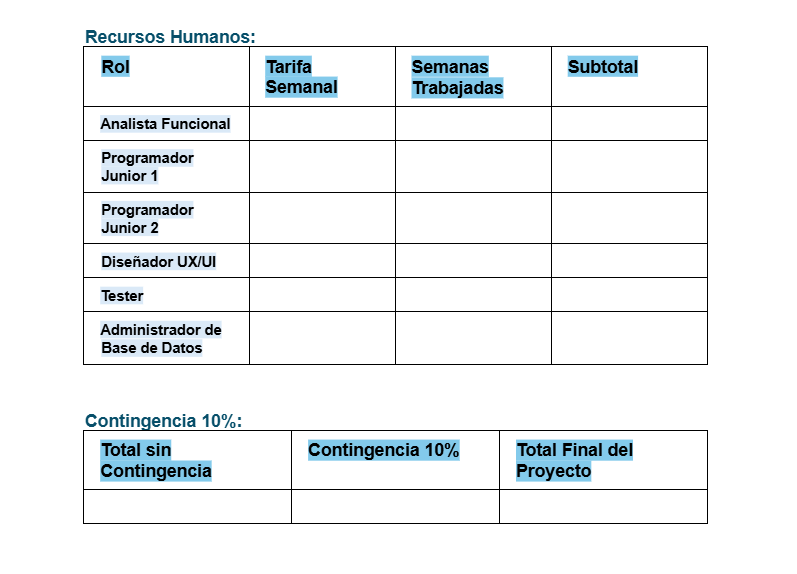 Recursos Humanos:
Rol
Tarifa
Semanal
Semanas
Trabajadas
Subtotal
Analista Funcional
Programador
Junior 1
Programador
Junior 2
Diseñador UX/UI
Tester
Administrador de
Base de Datos
Contingencia 10%:
Total sin
Contingencia
Contingencia 10%
Total Final del
Proyecto